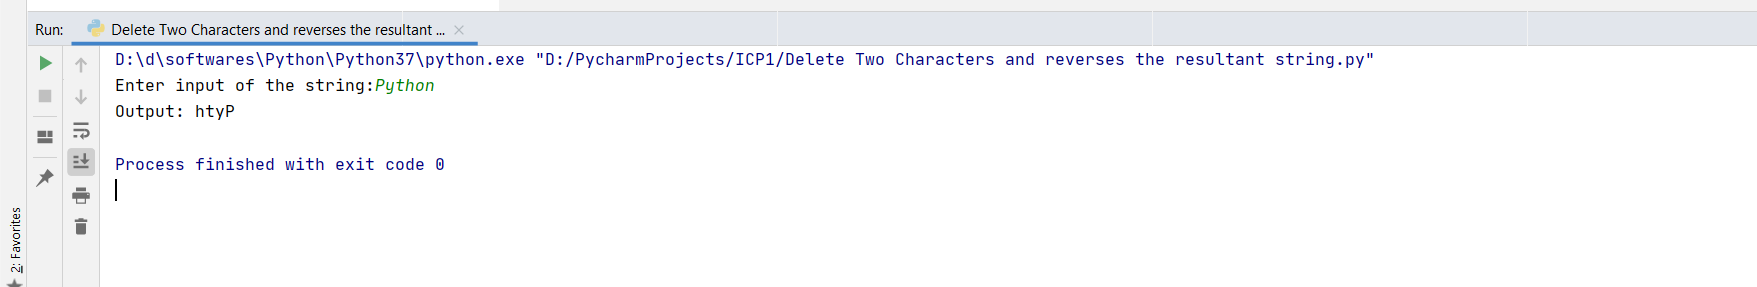 Run: Delete Two Characters and reverses the resultant ...
D:\d\softwares\Python\Python37\python.exe "D:/PycharmProjects/ICP1/Delete Two Characters and reverses the resultant string.py"
Enter input of the string:Python
Output: htyP
Process finished with exit code 0
2: Favorites